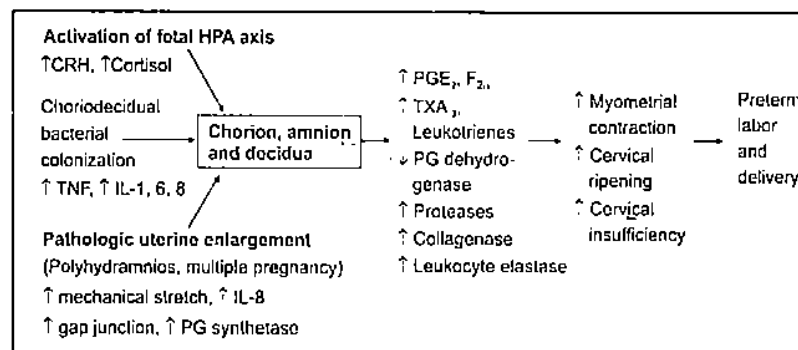 Activation of fotal HPA axis
↑CRH, ↑Cortisol
Choriodecidual
bacterial
colonization
↑ TNF, ↑ IL-1, 6, 8
Pathologic uterine enlargement
(Polyhydramnios, multiple pregnancy)
↑ mechanical stretch, ↑ IL-8
↑ gap junction, ↑ PG synthetase
Chorion, amnion
and decidua
↑ PGE₂, F₂α
↑ TXA₂,
Leukotrienes
↓ PG dehydro-
genase
↑ Proteases
↑ Collagenase
↑ Leukocyte elastase
↑ Myometrial
contraction
↑ Cervical
ripening
↑ Cervical
insufficiency
Preterm
labor
and
delivery